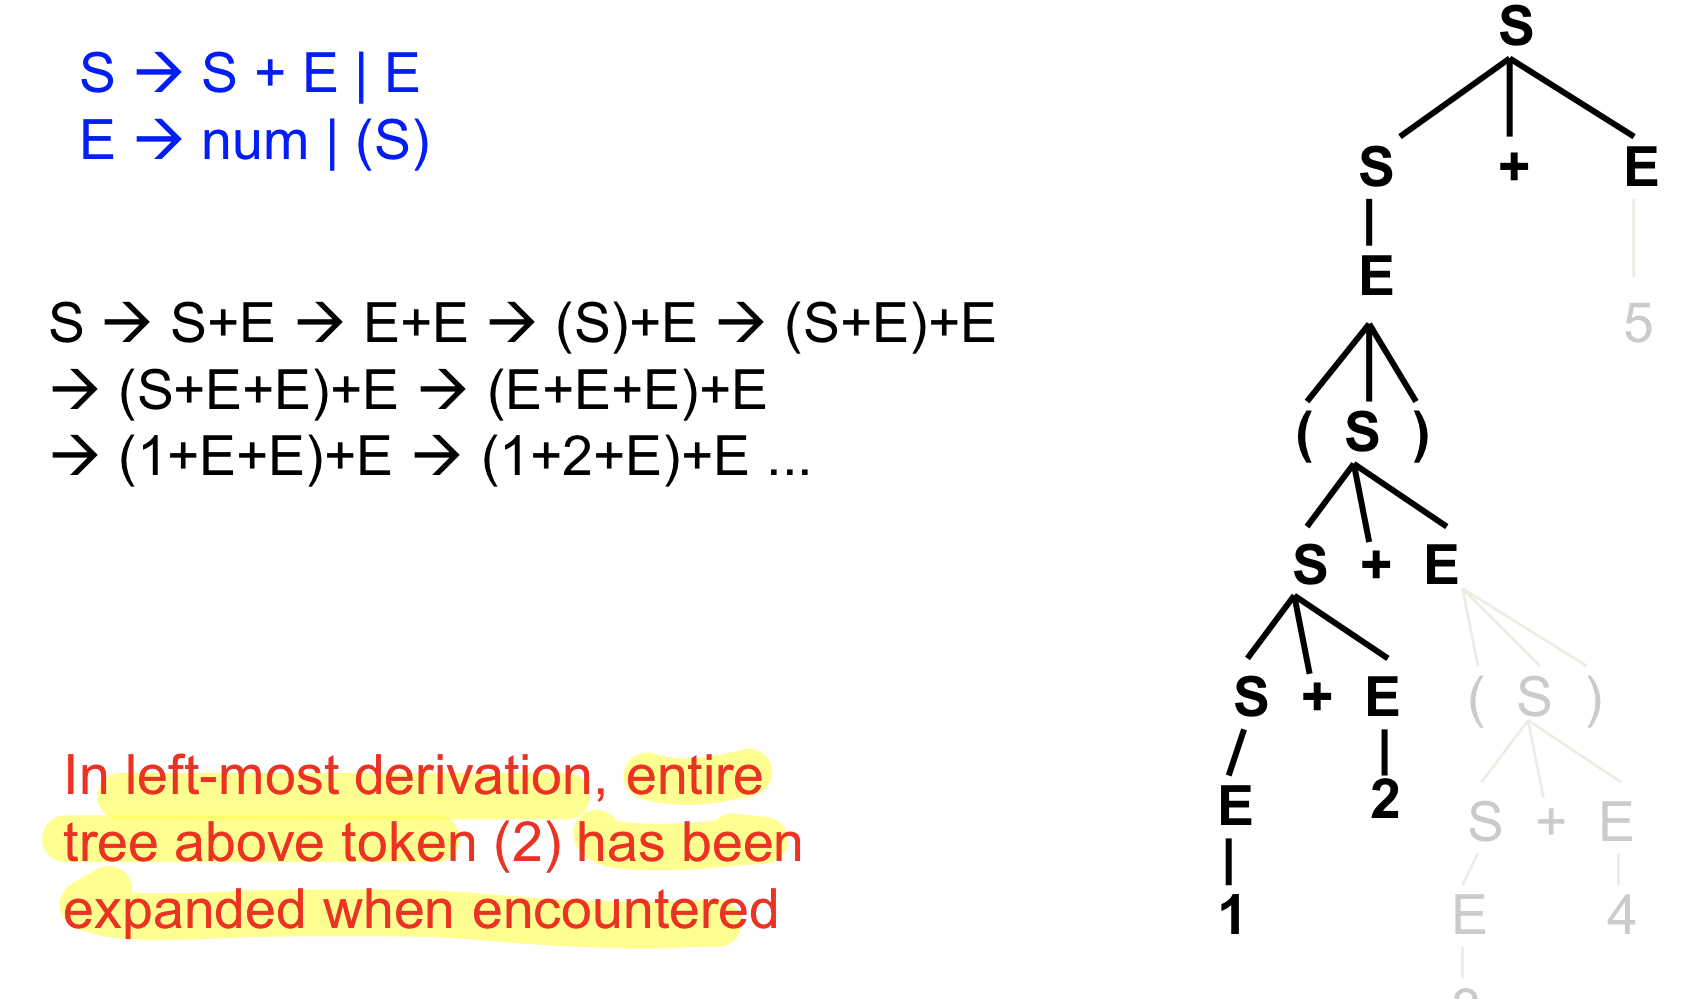 S → S + E | E
E → num | (S)
S → S+E → E+E → (S)+E → (S+E)+E
→ (S+E+E)+E → (E+E+E)+E
→ (1+E+E)+E → (1+2+E)+E ...
In left-most derivation, entire
tree above token (2) has been
expanded when encountered
S
S + E
E
5
( S )
S + E
S + E ( S )
E 2 S + E
1 E 4